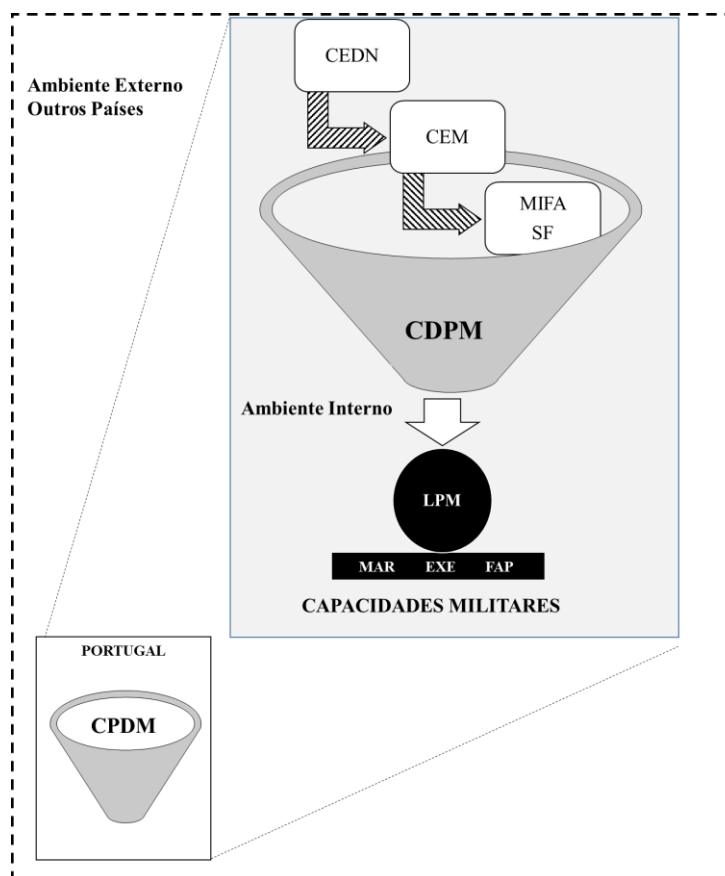 Ambiente Externo
Outros Países
CEDN
CEM
MIFA
SF
CDPM
Ambiente Interno
LPM
MAR EXE FAP
CAPACIDADES MILITARES
PORTUGAL
CPDM